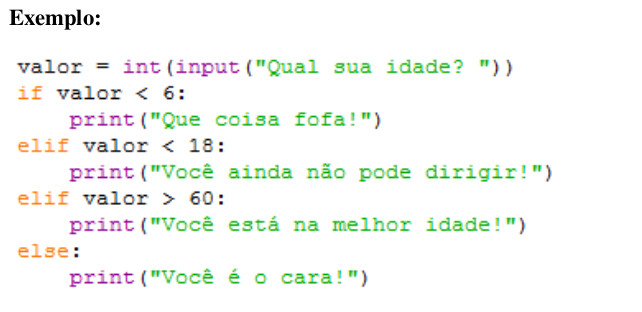 Exemplo:
valor = int(input("Qual sua idade? "))
if valor < 6:
    print("Que coisa fofa!")
elif valor < 18:
    print("Você ainda não pode dirigir!")
elif valor > 60:
    print("Você está na melhor idade!")
else:
    print("Você é o cara!")